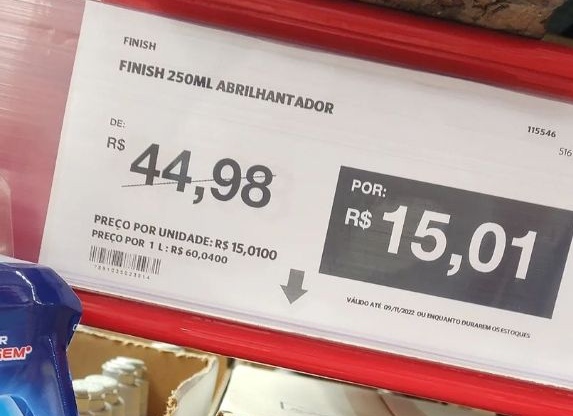 FINISH
FINISH 250ML ABRILHANTADOR
115546
516
DE:
R$ 44,98
POR:
R$ 15,01
PREÇO POR UNIDADE: R$ 15,0100
PREÇO POR 1 L: R$ 60,0400
VÁLIDO ATÉ 09/11/2022 OU ENQUANTO DURAREM OS ESTOQUES